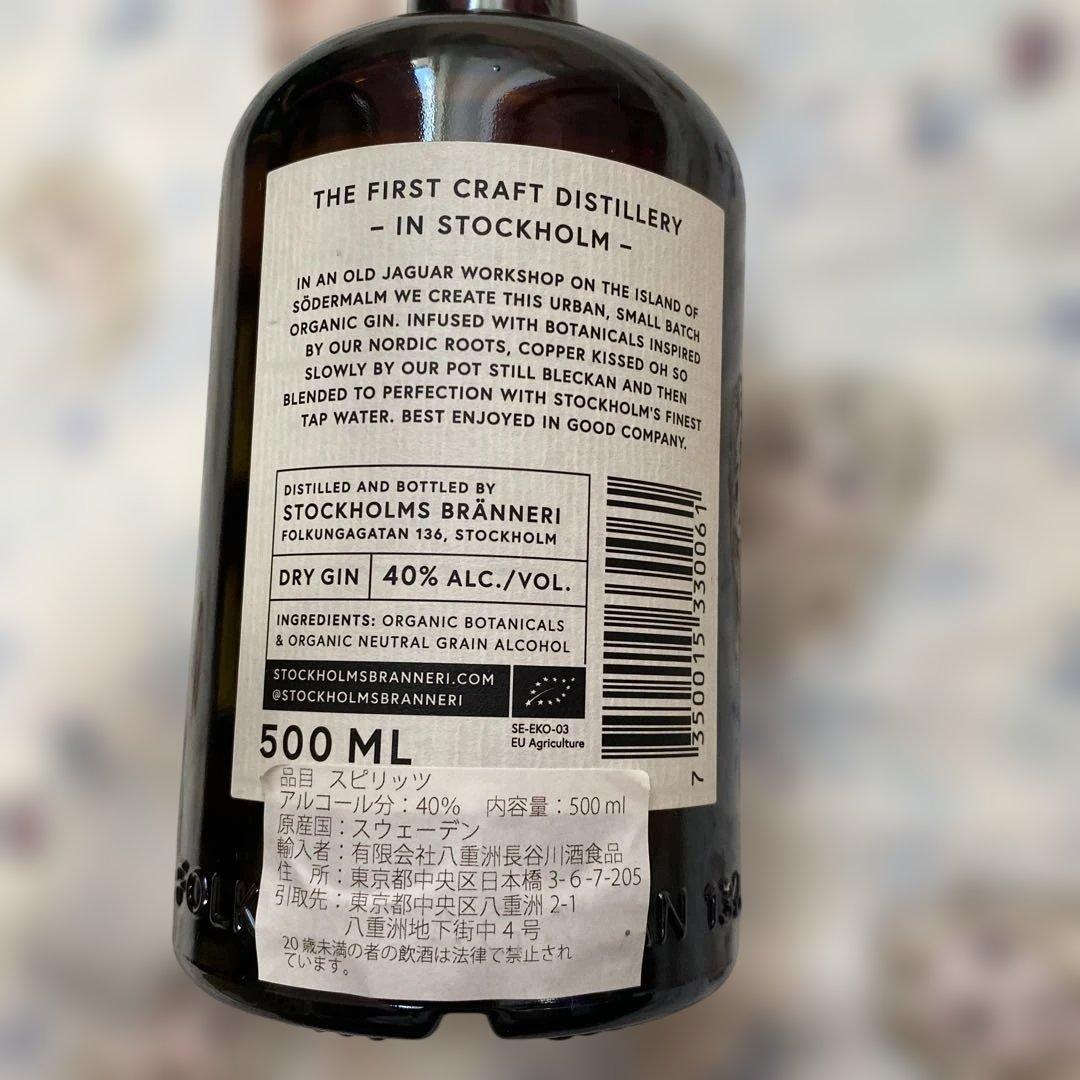 THE FIRST CRAFT DISTILLERY
– IN STOCKHOLM –
IN AN OLD JAGUAR WORKSHOP ON THE ISLAND OF
SÖDERMALM WE CREATE THIS URBAN, SMALL BATCH
ORGANIC GIN. INFUSED WITH BOTANICALS INSPIRED
BY OUR NORDIC ROOTS, COPPER KISSED OH SO
SLOWLY BY OUR POT STILL BLECKAN AND THEN
BLENDED TO PERFECTION WITH STOCKHOLM'S FINEST
TAP WATER. BEST ENJOYED IN GOOD COMPANY.
DISTILLED AND BOTTLED BY
STOCKHOLMS BRÄNNERI
FOLKUNGAGATAN 136, STOCKHOLM
DRY GIN 40% ALC./VOL.
INGREDIENTS: ORGANIC BOTANICALS
& ORGANIC NEUTRAL GRAIN ALCOHOL
STOCKHOLMSBRANNERI.COM
@STOCKHOLMSBRANNERI
SE-EKO-03
EU Agriculture
7 350015 330061
500 ML
品目 スピリッツ
アルコール分：40% 内容量：500 ml
原産国：スウェーデン
輸入者：有限会社八重洲長谷川酒食品
住 所：東京都中央区日本橋 3-6-7-205
引取先：東京都中央区八重洲 2-1
八重洲地下街中 4 号
20 歳未満の者の飲酒は法律で禁止され
ています。